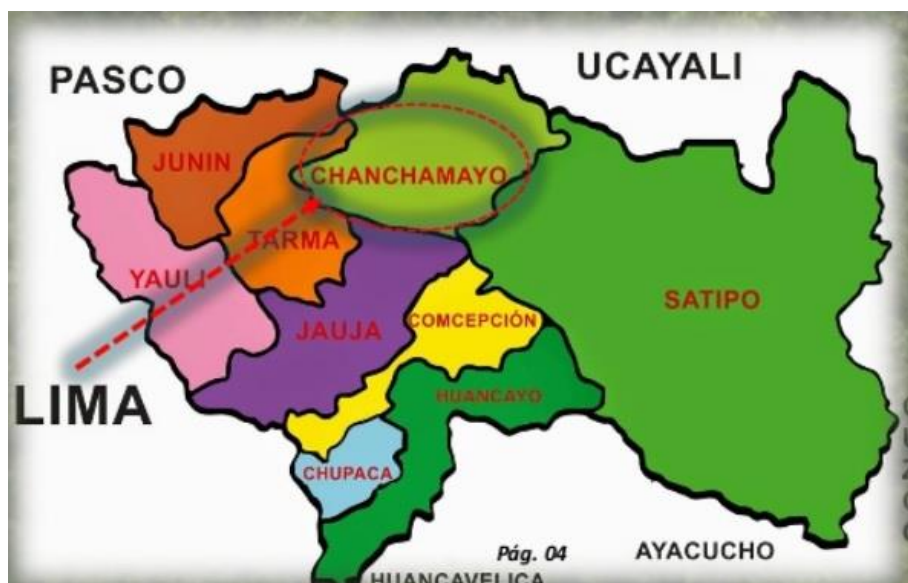 PASCO
UCAYALI
JUNIN
CHANCHAMAYO
TARMA
YAULI
SATIPO
COMCEPCIÓN
JAUJA
LIMA
HUANCAYO
CHUPACA
Pág. 04
AYACUCHO
HUANCAVELICA